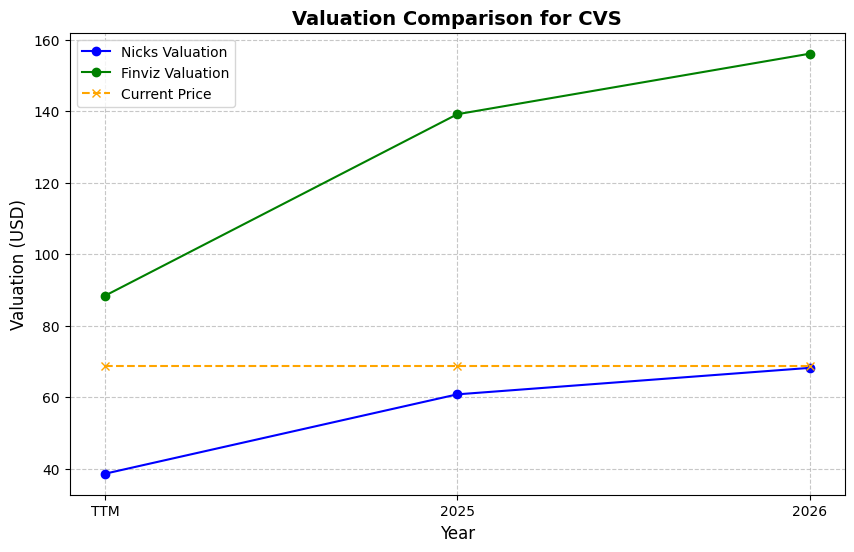 Valuation Comparison for CVS
Nicks Valuation
Finviz Valuation
Current Price
Valuation (USD)
160
140
120
100
80
60
40
TTM
2025
2026
Year